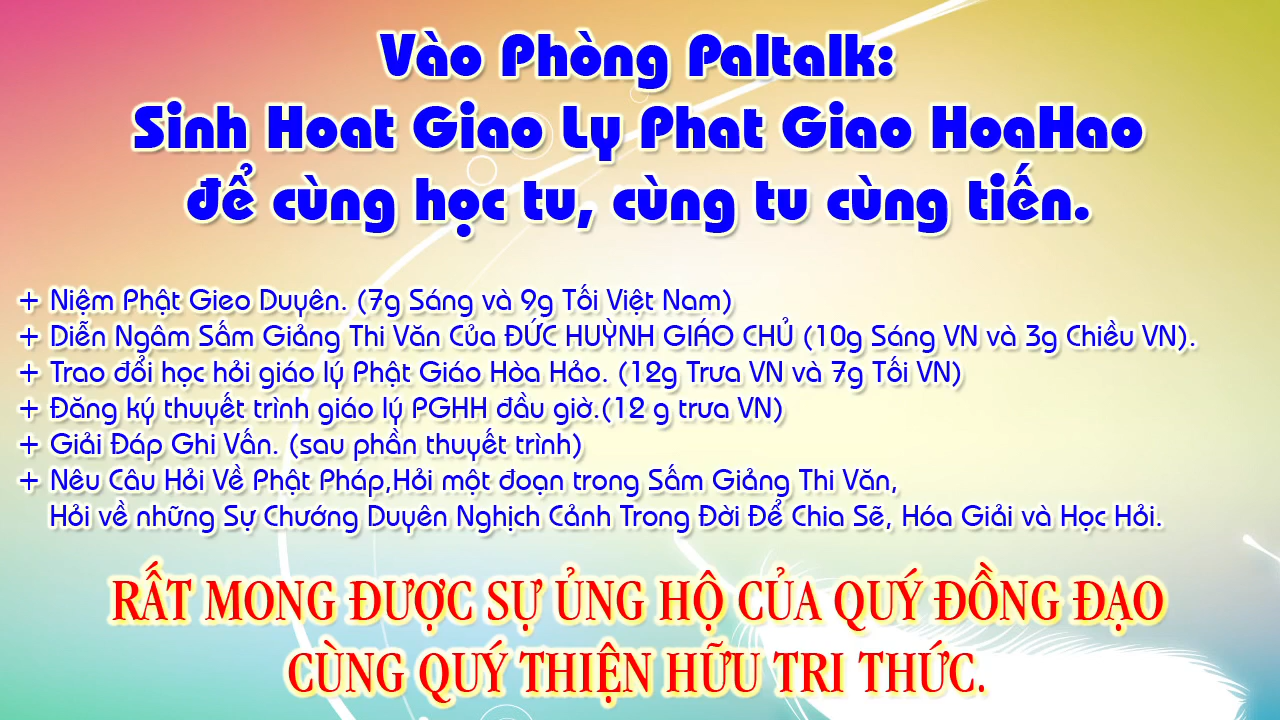 Vào Phòng Paltalk:
Sinh Hoat Giao Ly Phat Giao HoaHao
để cùng học tu, cùng tu cùng tiến.
+ Niệm Phật Gieo Duyên. (7g Sáng và 9g Tối Việt Nam)
+ Diễn Ngâm Sấm Giảng Thi Văn Của ĐỨC HUỲNH GIÁO CHỦ (10g Sáng VN và 3g Chiều VN).
+ Trao đổi học hỏi giáo lý Phật Giáo Hòa Hảo. (12g Trưa VN và 7g Tối VN)
+ Đăng ký thuyết trình giáo lý PGHH đầu giờ.(12 g trưa VN)
+ Giải Đáp Ghi Vấn. (sau phần thuyết trình)
+ Nêu Câu Hỏi Về Phật Pháp,Hỏi một đoạn trong Sấm Giảng Thi Văn,
Hỏi về những Sự Chướng Duyên Nghịch Cảnh Trong Đời Để Chia Sẽ, Hóa Giải và Học Hỏi.
RẤT MONG ĐƯỢC SỰ ỦNG HỘ CỦA QUÝ ĐỒNG ĐẠO
CÙNG QUÝ THIỆN HỮU TRI THỨC.